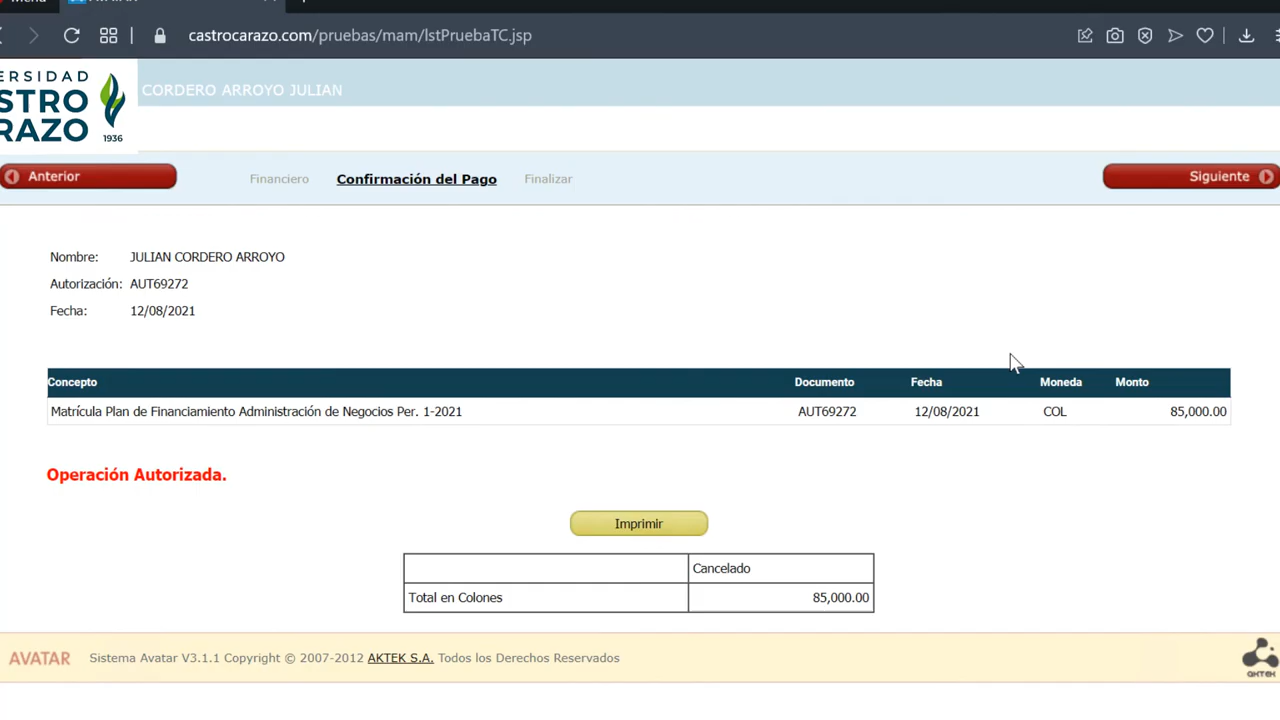 castrocarazo.com/pruebas/mam/lstPruebaTC.jsp
ERSIDAD
STRO
RAZO
1936
CORDERO ARROYO JULIAN
Anterior
Financiero
Confirmación del Pago
Finalizar
Siguiente
Nombre: JULIAN CORDERO ARROYO
Autorización: AUT69272
Fecha: 12/08/2021
Concepto Documento Fecha Moneda Monto
Matrícula Plan de Financiamiento Administración de Negocios Per. 1-2021 AUT69272 12/08/2021 COL 85,000.00
Operación Autorizada.
Imprimir
Cancelado
Total en Colones 85,000.00
AVATAR Sistema Avatar V3.1.1 Copyright © 2007-2012 AKTEK S.A. Todos los Derechos Reservados